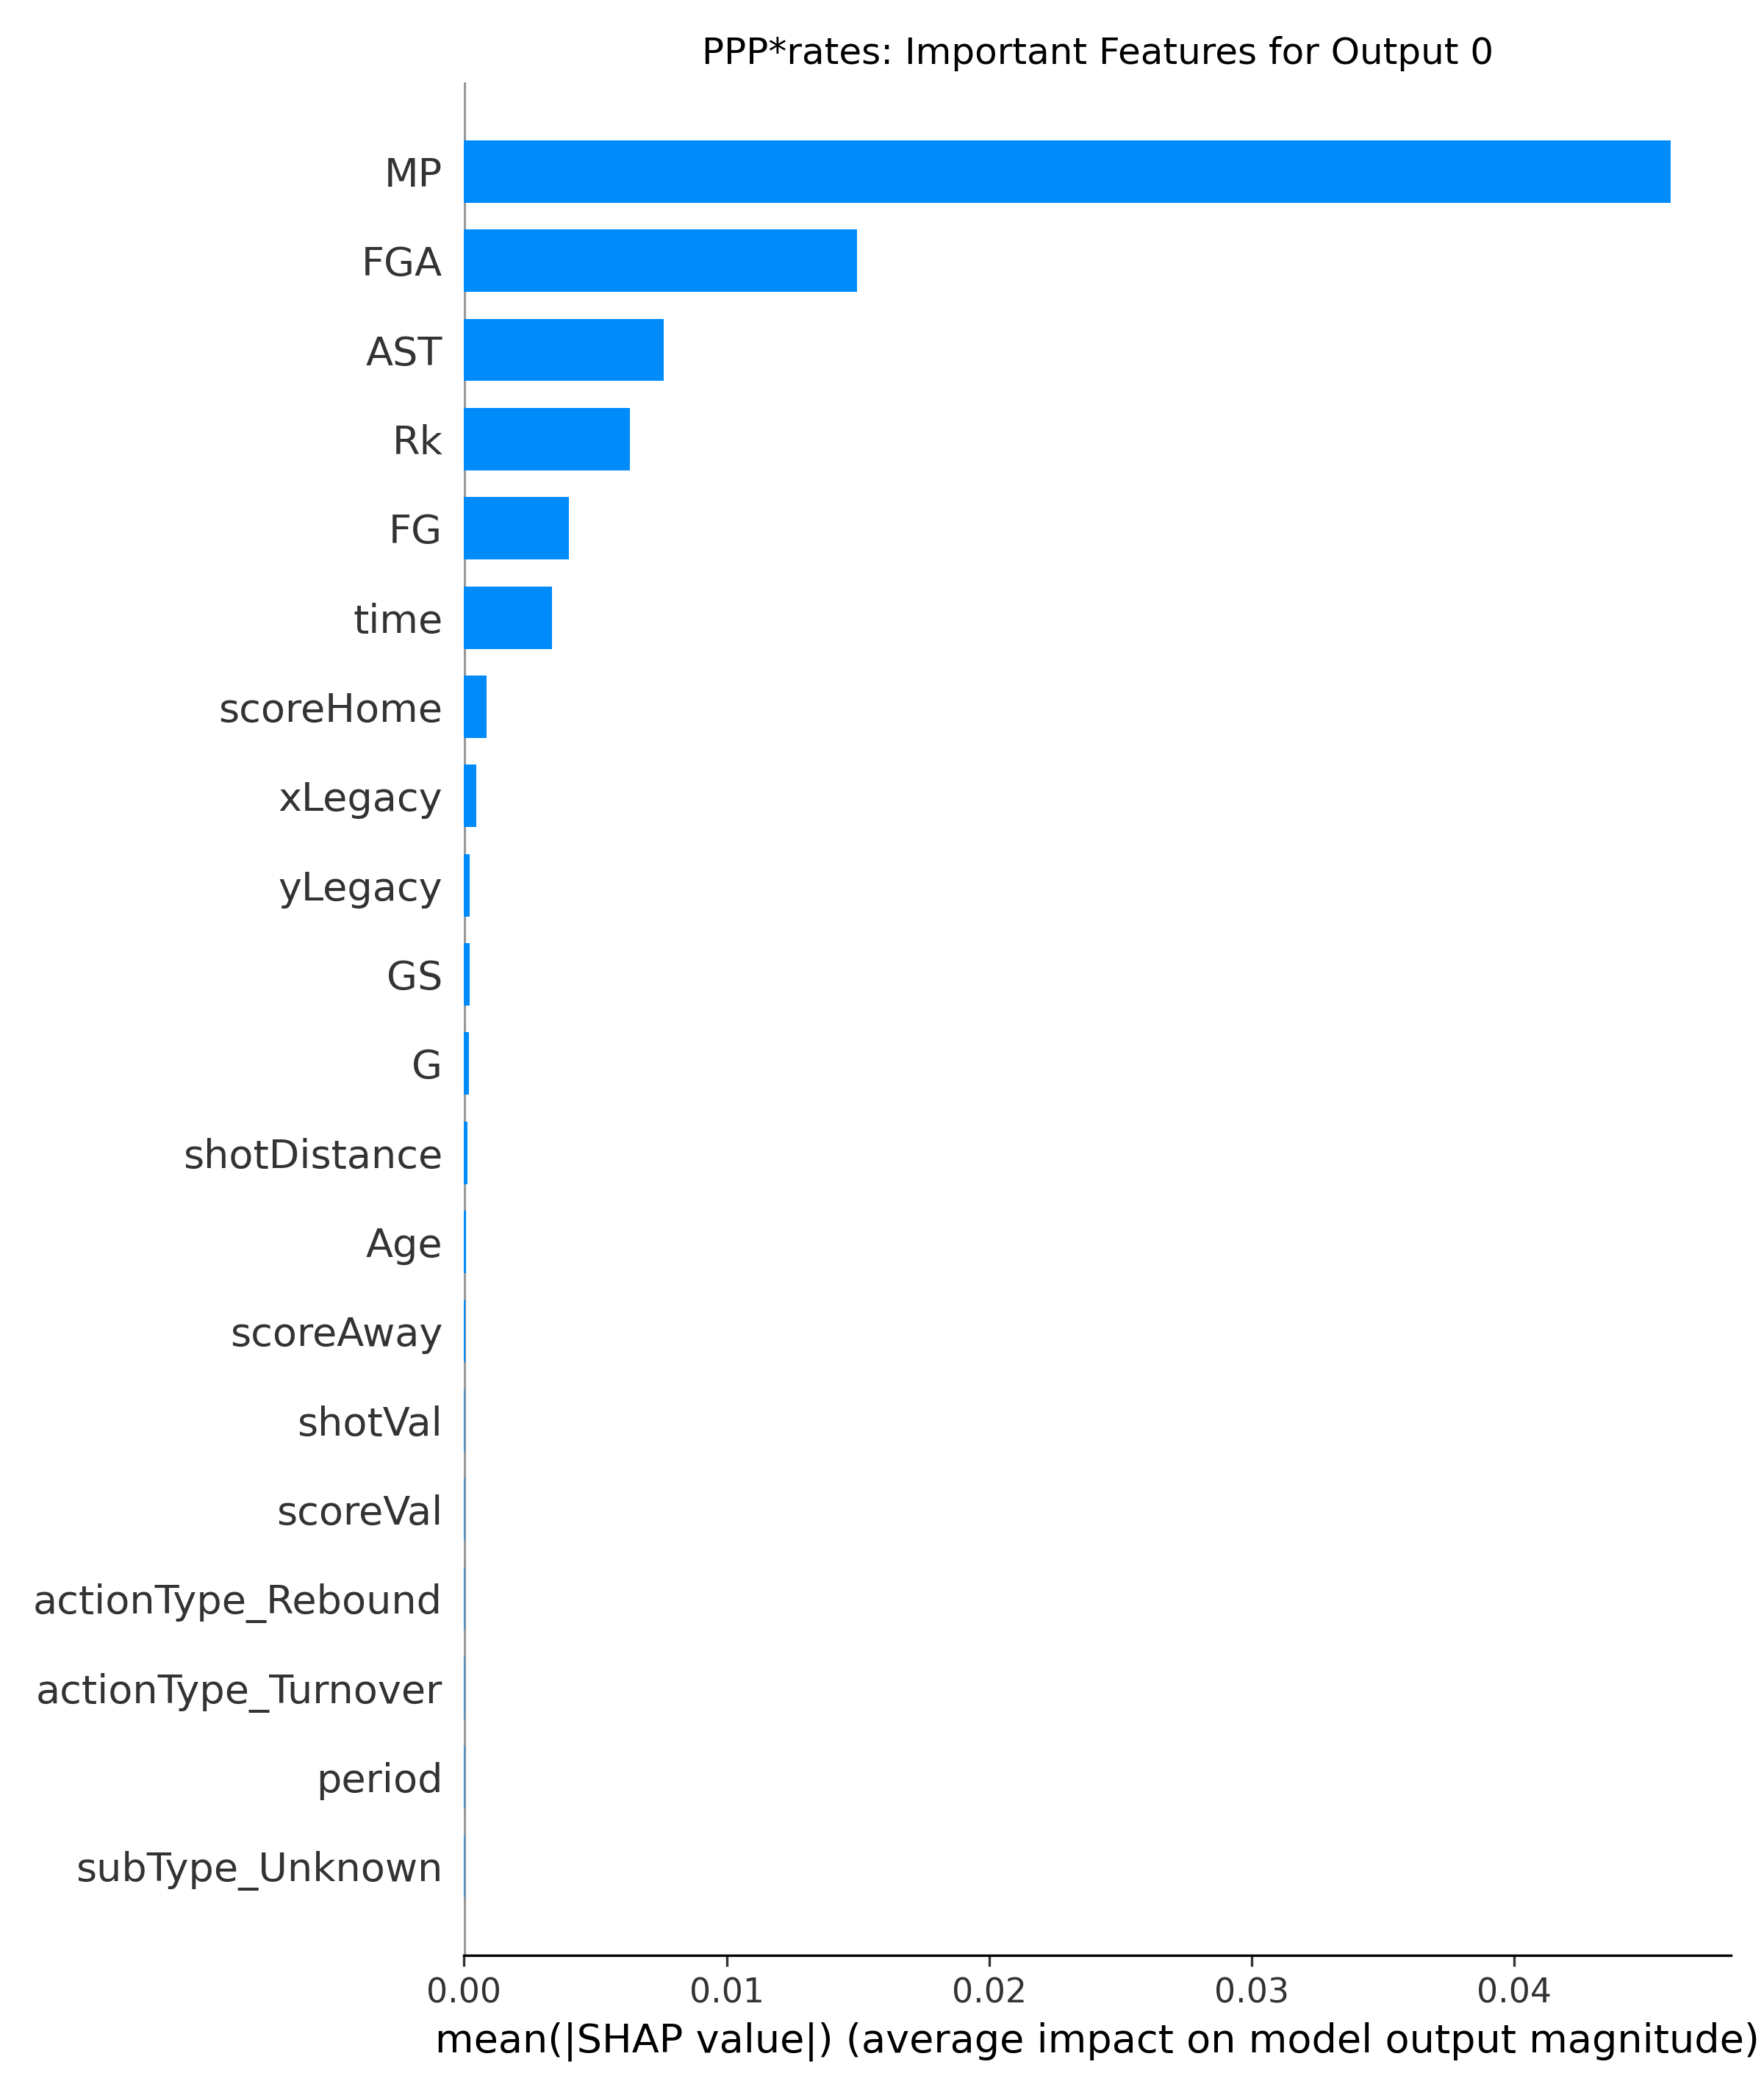 PPP*rates: Important Features for Output 0
MP
FGA
AST
Rk
FG
time
scoreHome
xLegacy
yLegacy
GS
G
shotDistance
Age
scoreAway
shotVal
scoreVal
actionType_Rebound
actionType_Turnover
period
subType_Unknown
0.00 0.01 0.02 0.03 0.04
mean(|SHAP value|) (average impact on model output magnitude)